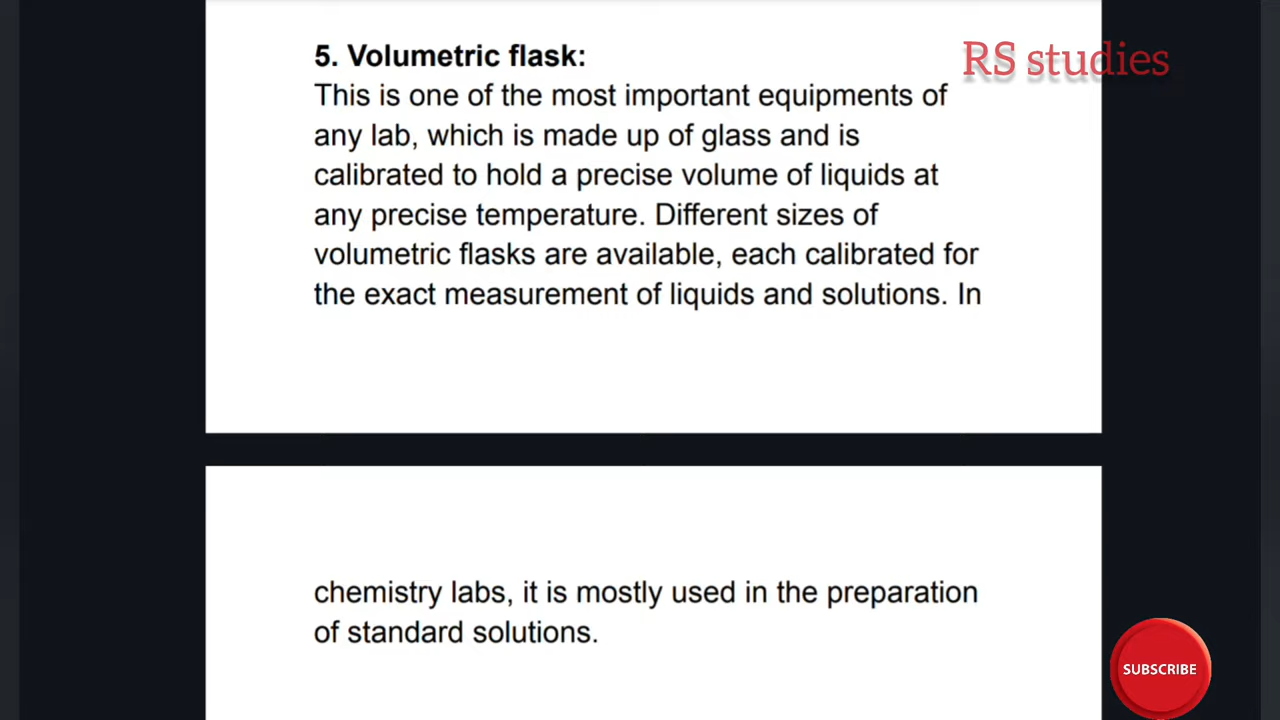 RS studies
5. Volumetric flask:
This is one of the most important equipments of
any lab, which is made up of glass and is
calibrated to hold a precise volume of liquids at
any precise temperature. Different sizes of
volumetric flasks are available, each calibrated for
the exact measurement of liquids and solutions. In
chemistry labs, it is mostly used in the preparation
of standard solutions.
SUBSCRIBE